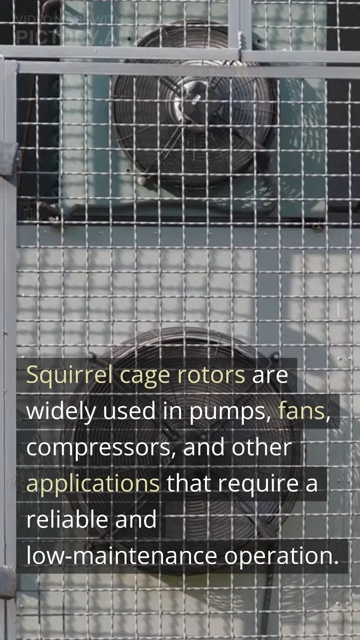 Squirrel cage rotors are
widely used in pumps, fans,
compressors, and other
applications that require a
reliable and
low-maintenance operation.